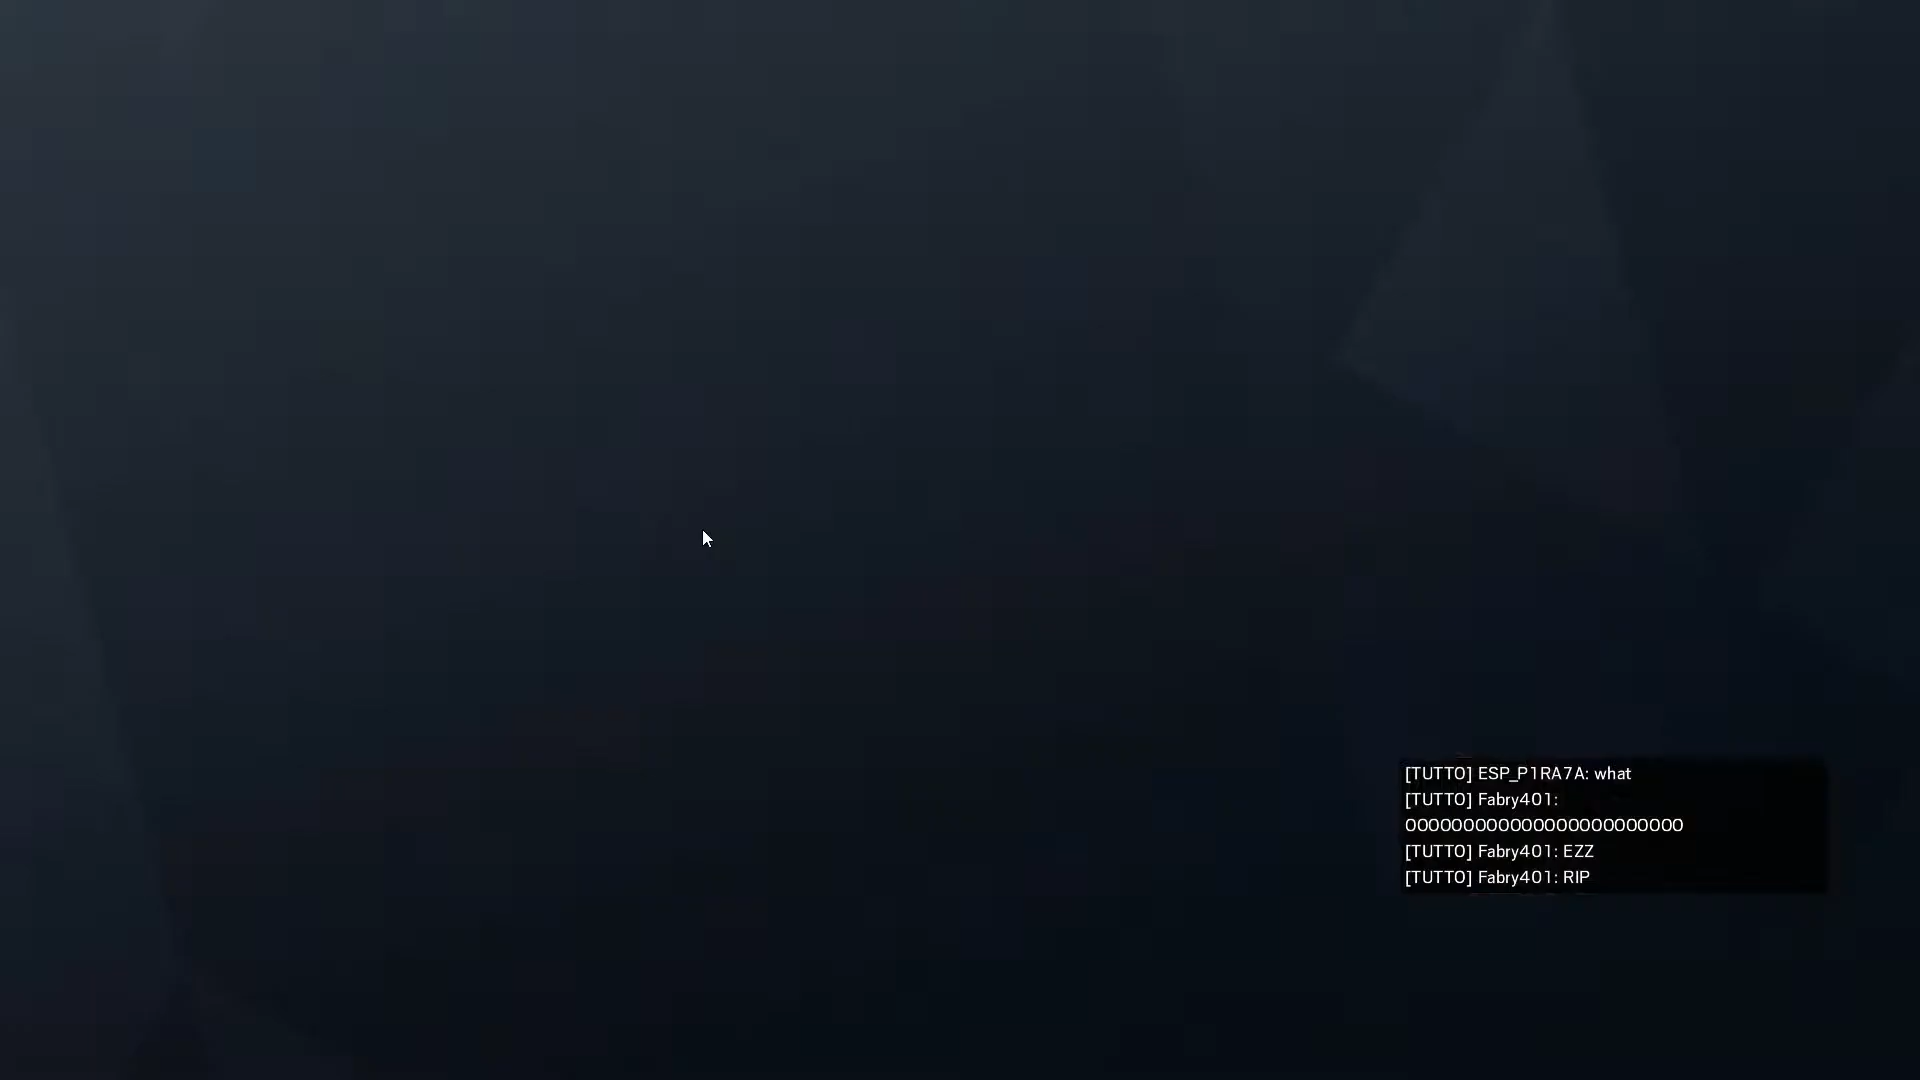 [TUTTO] ESP_P1RA7A: what
[TUTTO] Fabry401:
OOOOOOOOOOOOOOOOOOOOOOOO
[TUTTO] Fabry401: EZZ
[TUTTO] Fabry401: RIP